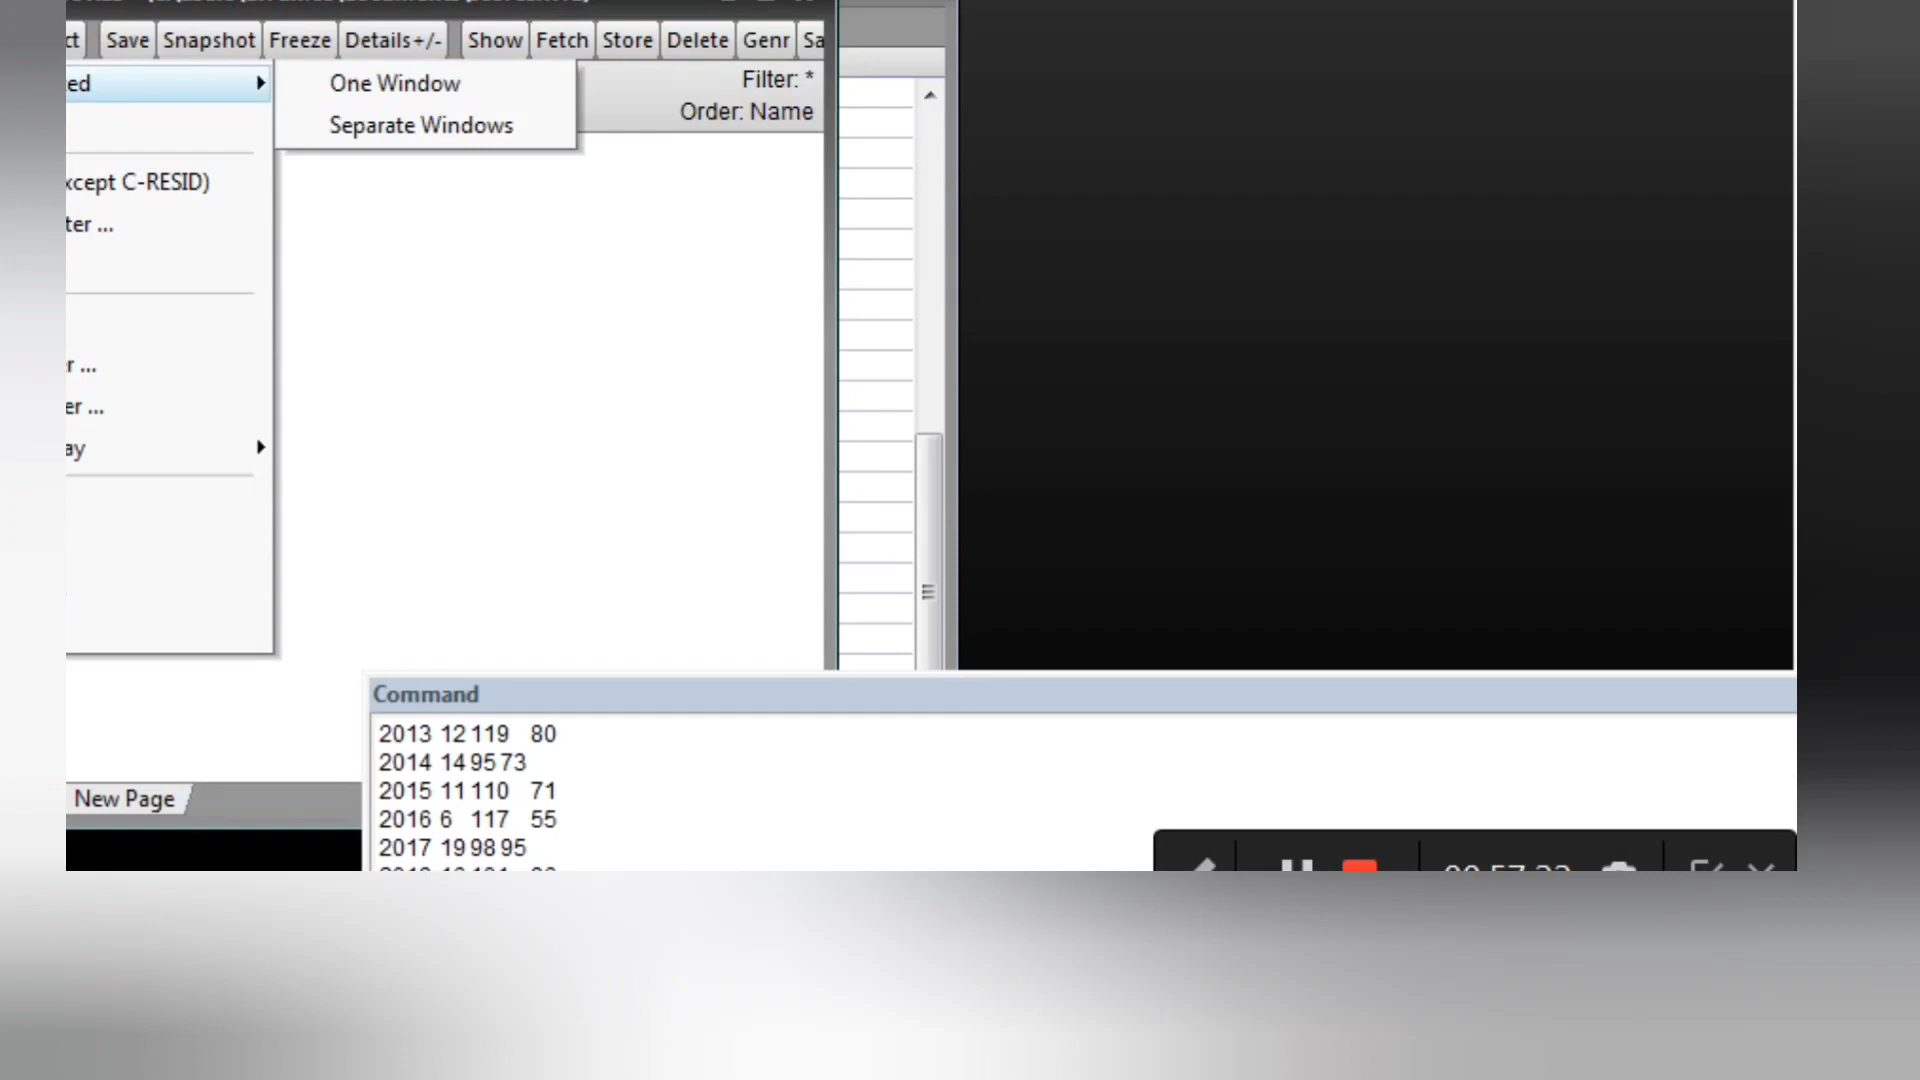 ct Save Snapshot Freeze Details+/- Show Fetch Store Delete Genr Sa
ed
One Window
Separate Windows
Filter: *
Order: Name
xcept C-RESID)
ter ...
r ...
er ...
ay
New Page
Command
2013 12 119 80
2014 14 95 73
2015 11 110 71
2016 6 117 55
2017 19 98 95